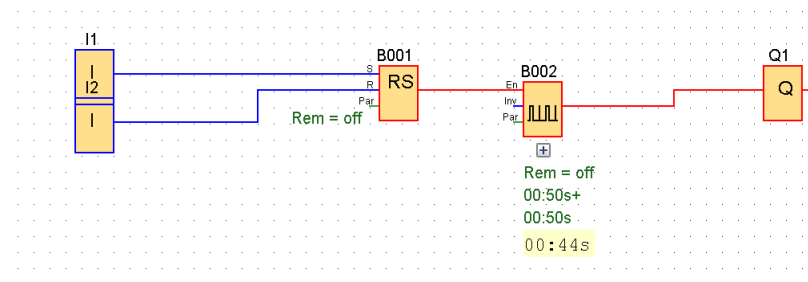 I1
I
I2
I
B001
S
R
Par
RS
Rem = off
B002
En
Inv
Par
Rem = off
00:50s+
00:50s
00:44s
Q1
Q